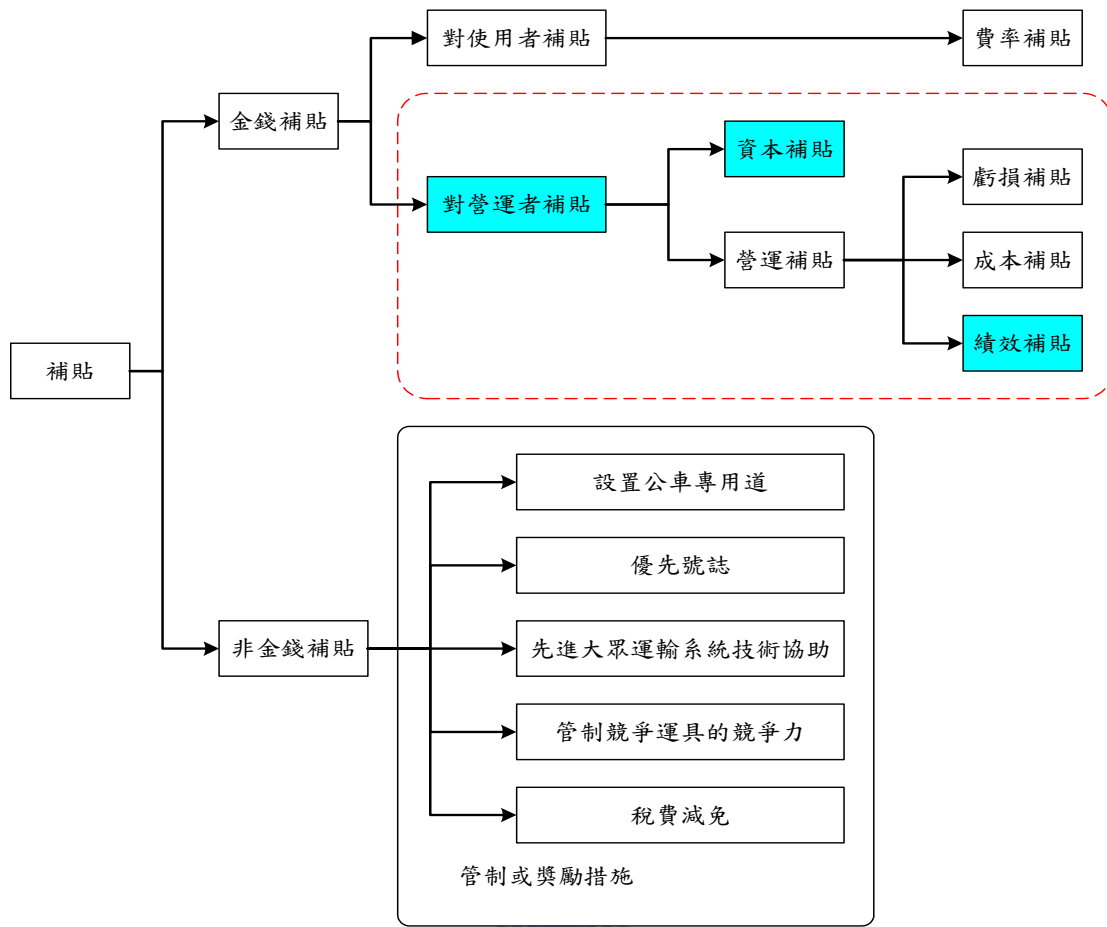 補貼
金錢補貼
對使用者補貼
費率補貼
對營運者補貼
資本補貼
營運補貼
虧損補貼
成本補貼
績效補貼
非金錢補貼
設置公車專用道
優先號誌
先進大眾運輸系統技術協助
管制競爭運具的競爭力
稅費減免
管制或獎勵措施